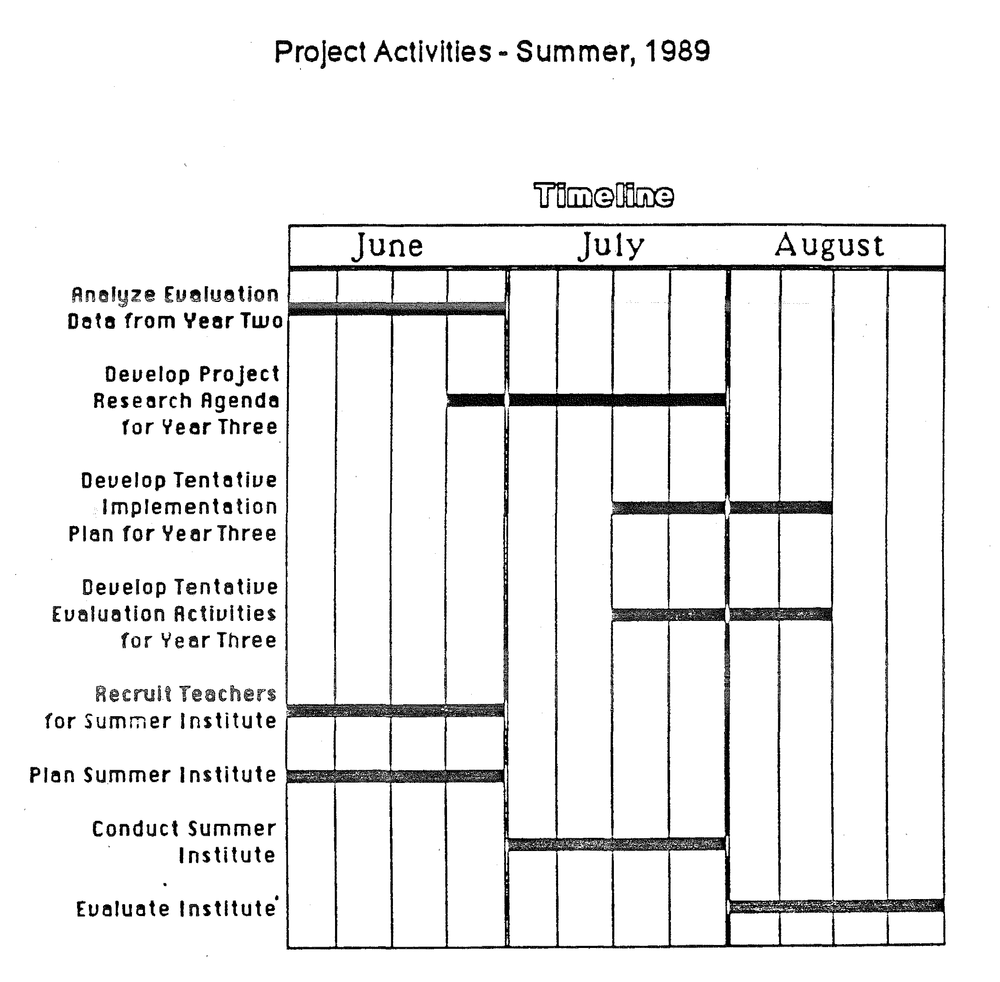 Project Activities - Summer, 1989
Timeline
June July August
Analyze Evaluation
Data from Year Two
Develop Project
Research Agenda
for Year Three
Develop Tentative
Implementation
Plan for Year Three
Develop Tentative
Evaluation Activities
for Year Three
Recruit Teachers
for Summer Institute
Plan Summer Institute
Conduct Summer
Institute
Evaluate Institute